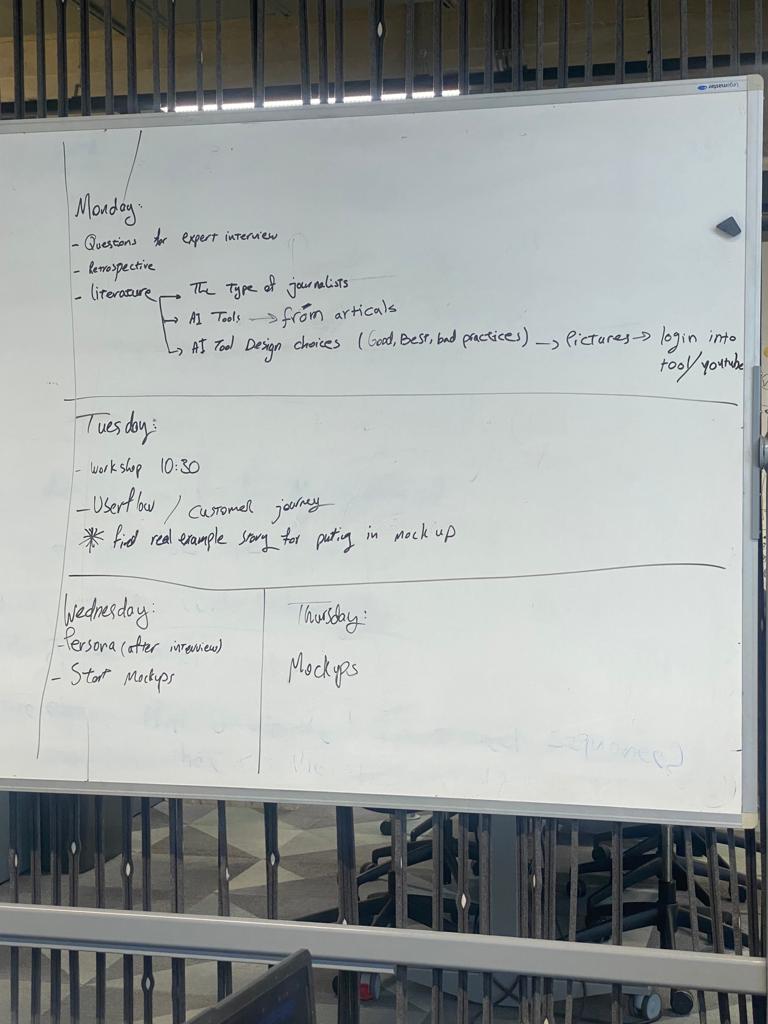 Legamaster
Monday:
- Questions for expert interview
- Retrospective
- literature → The Type of journalists
→ AI Tools → from articals
→ AI Tool Design choices (Good, Best, bad practices) → Pictures → login into
tool/youtube
Tuesday:
- workshop 10:30
- Userflow / customer journey
* find real example story for puting in mock up
Wednesday:
- Persona (after interview)
- Start Mockups
Thursday:
Mockups